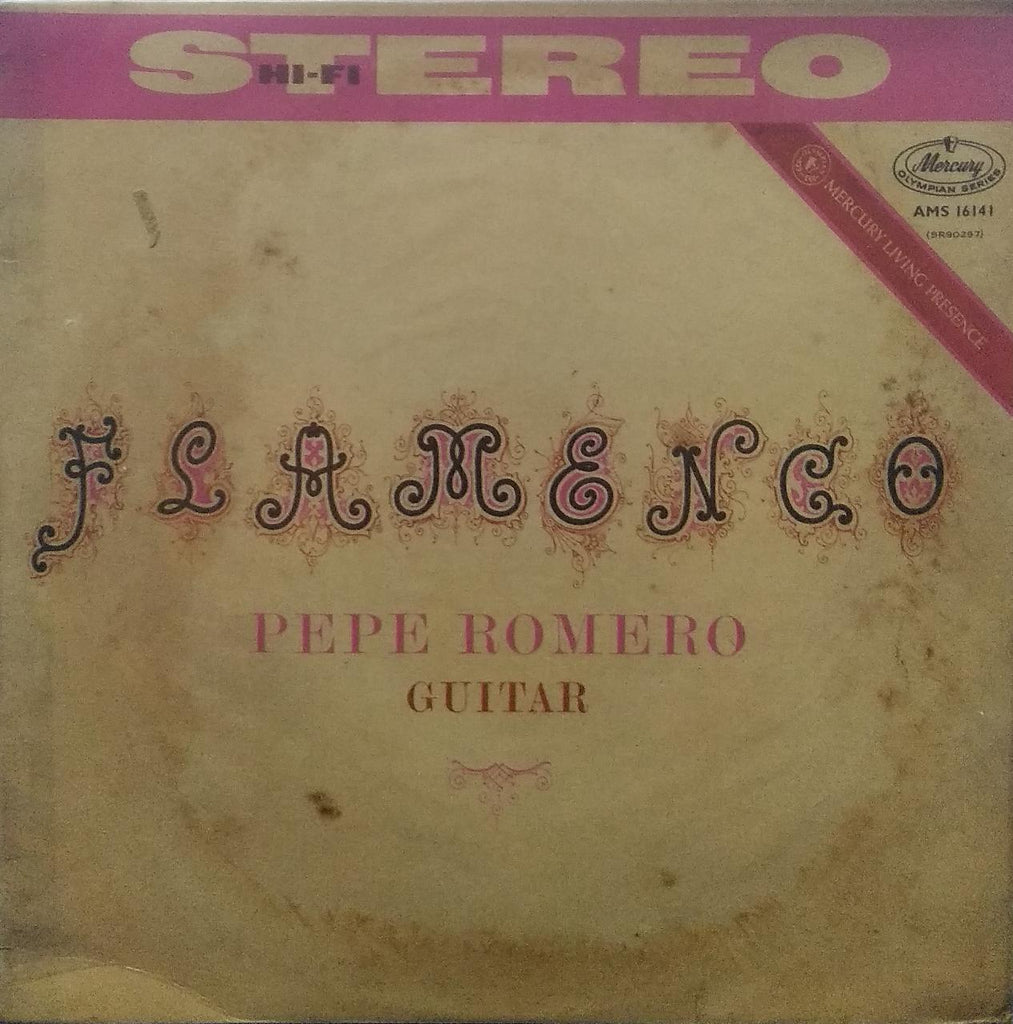 STEREO
HI-FI
Mercury
OLYMPIAN SERIES
AMS 16141
(SR90297)
MERCURY LIVING PRESENCE
FLAMENCO
PEPE ROMERO
GUITAR